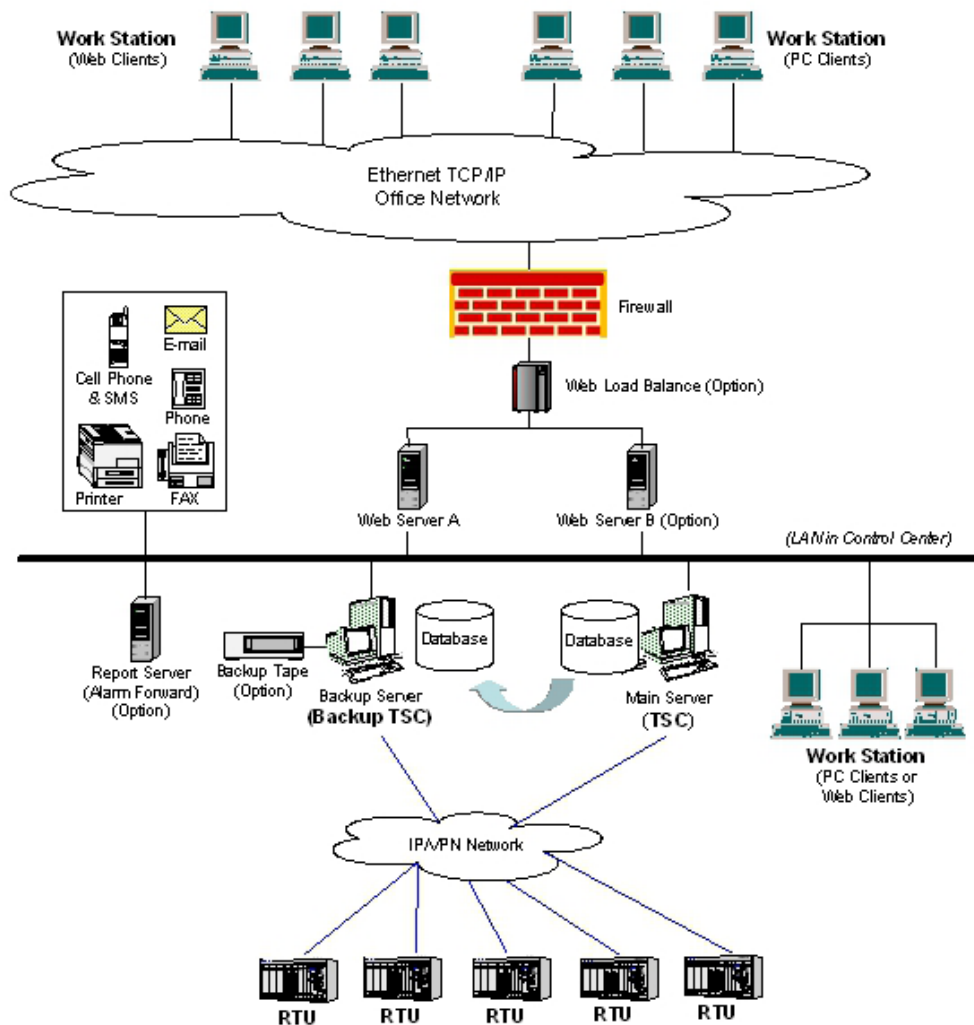 Work Station
(Web Clients)
Work Station
(PC Clients)
Ethernet TCP/IP
Office Network
Firewall
E-mail
Cell Phone
& SMS
Phone
Printer
FAX
Web Load Balance (Option)
Web Server A
Web Server B (Option)
(LAN in Control Center)
Report Server
(Alarm Forward)
(Option)
Backup Tape
(Option)
Database
Backup Server
(Backup TSC)
Database
Main Server
(TSC)
Work Station
(PC Clients or
Web Clients)
IP/VPN Network
RTU
RTU
RTU
RTU
RTU